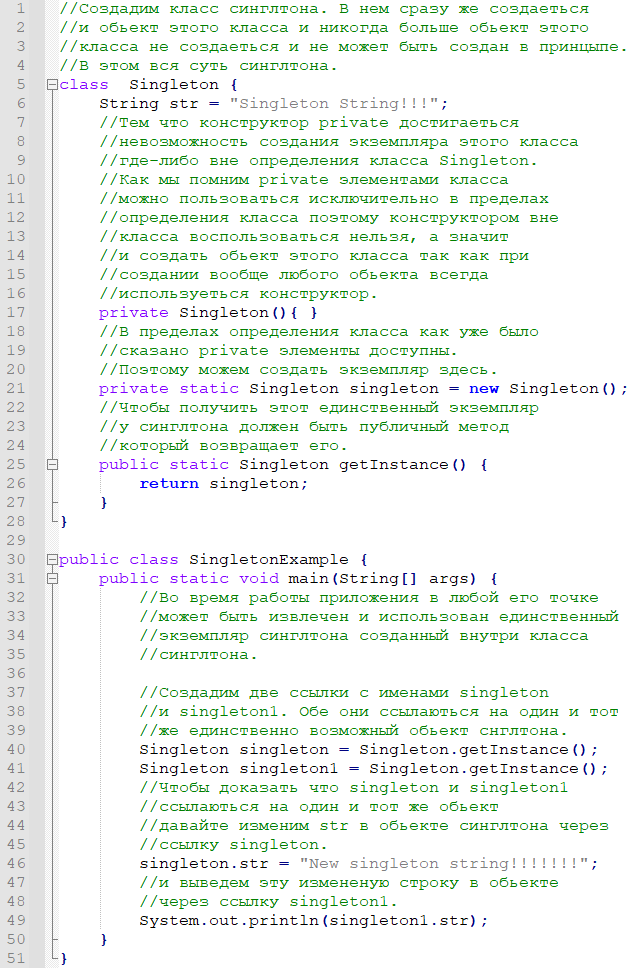 1 //Создадим класс синглтона. В нем сразу же создаеться
2 //и обьект этого класса и никогда больше обьект этого
3 //класса не создаеться и не может быть создан в принцыпе.
4 //В этом вся суть синглтона.
5 class  Singleton {
6 String str = "Singleton String!!!";
7 //Тем что конструктор private достигаеться
8 //невозможность создания экземпляра этого класса
9 //где-либо вне определения класса Singleton.
10 //Как мы помним private элементами класса
11 //можно пользоваться исключительно в пределах
12 //определения класса поэтому конструктором вне
13 //класса воспользоваться нельзя, а значит
14 //и создать обьект этого класса так как при
15 //создании вообще любого обьекта всегда
16 //используеться конструктор.
17 private Singleton(){ }
18 //В пределах определения класса как уже было
19 //сказано private элементы доступны.
20 //Поэтому можем создать экземпляр здесь.
21 private static Singleton singleton = new Singleton();
22 //Чтобы получить этот единственный экземпляр
23 //у синглтона должен быть публичный метод
24 //который возвращает его.
25 public static Singleton getInstance() {
26 return singleton;
27 }
28 }
29
30 public class SingletonExample {
31 public static void main(String[] args) {
32 //Во время работы приложения в любой его точке
33 //может быть извлечен и использован единственный
34 //экземпляр синглтона созданный внутри класса
35 //синглтона.
36
37 //Создадим две ссылки с именами singleton
38 //и singleton1. Обе они ссылаються на один и тот
39 //же единственно возможный обьект снглтона.
40 Singleton singleton = Singleton.getInstance();
41 Singleton singleton1 = Singleton.getInstance();
42 //Чтобы доказать что singleton и singleton1
43 //ссылаються на один и тот же обьект
44 //давайте изменим str в обьекте синглтона через
45 //ссылку singleton.
46 singleton.str = "New singleton string!!!!!!!";
47 //и выведем эту измененую строку в обьекте
48 //через ссылку singleton1.
49 System.out.println(singleton1.str);
50 }
51 }